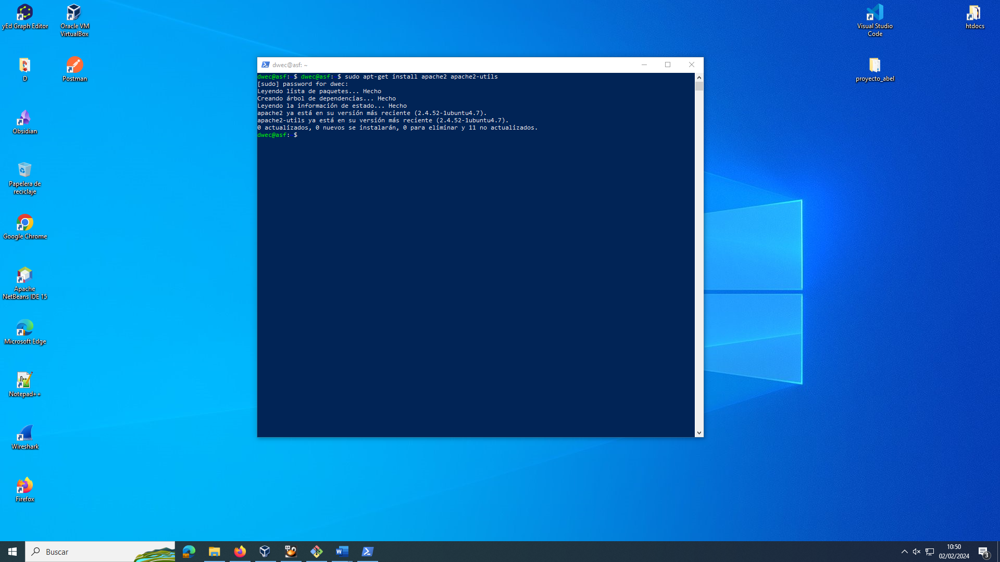 yEd Graph Editor
Oracle VM
VirtualBox
Visual Studio
Code
htdocs
D
Postman
proyecto_abel
dwec@asf: ~
dwec@asf: $ dwec@asf: $ sudo apt-get install apache2 apache2-utils
[sudo] password for dwec:
Leyendo lista de paquetes... Hecho
Creando árbol de dependencias... Hecho
Leyendo la información de estado... Hecho
apache2 ya está en su versión más reciente (2.4.52-1ubuntu4.7).
apache2-utils ya está en su versión más reciente (2.4.52-1ubuntu4.7).
0 actualizados, 0 nuevos se instalarán, 0 para eliminar y 11 no actualizados.
dwec@asf: $
Obsidian
Papelera de
reciclaje
Google Chrome
Apache
NetBeans IDE 15
Microsoft Edge
Notepad++
Wireshark
Firefox
Buscar
10:50
02/02/2024
3